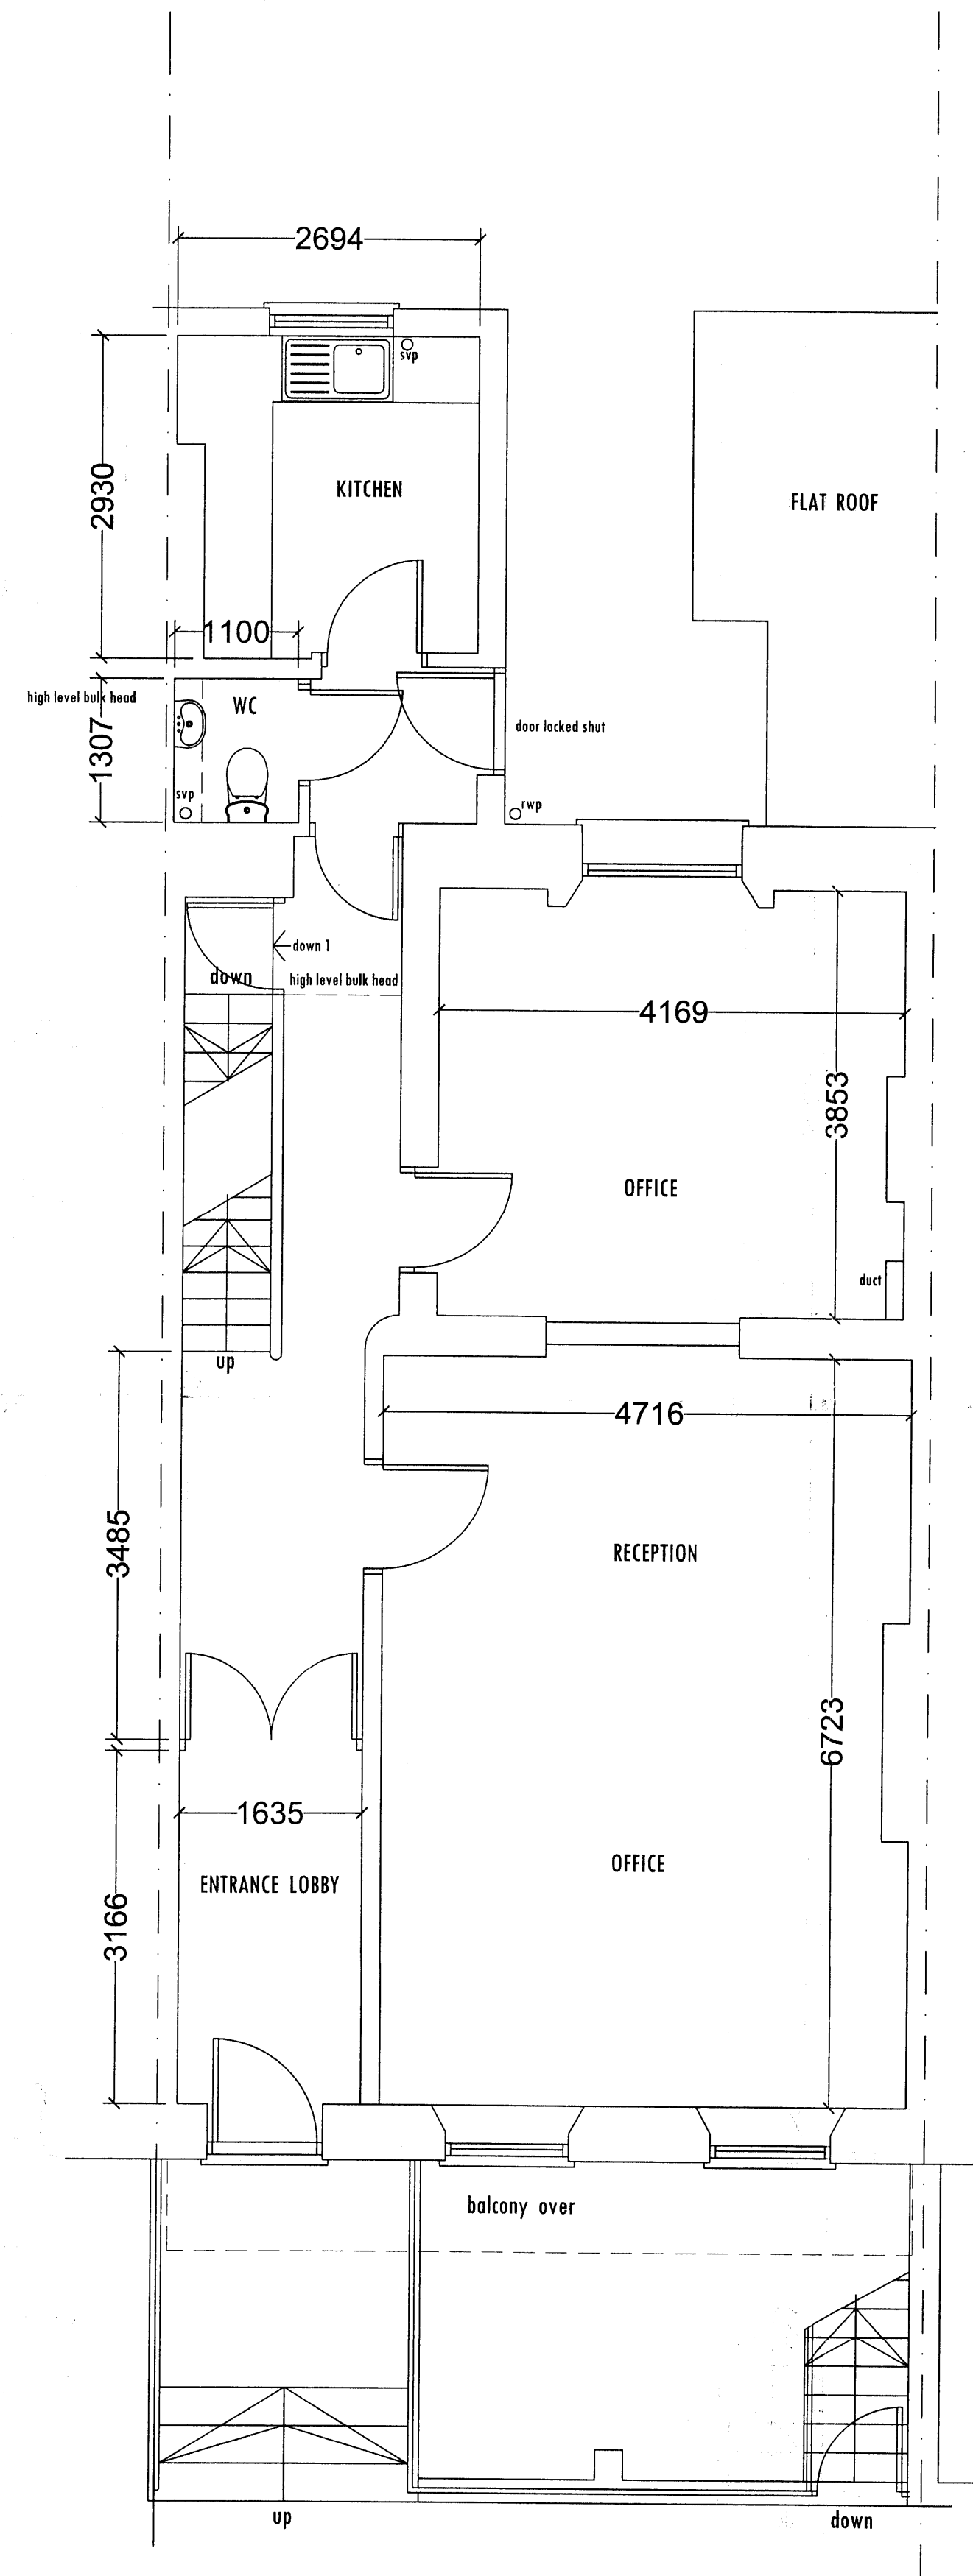 2694
svp
2930
KITCHEN
FLAT ROOF
1100
high level bulk head
WC
door locked shut
1307
svp
rwp
down 1
down
high level bulk head
4169
3853
OFFICE
duct
up
4716
3485
RECEPTION
6723
1635
OFFICE
ENTRANCE LOBBY
3166
balcony over
up
down